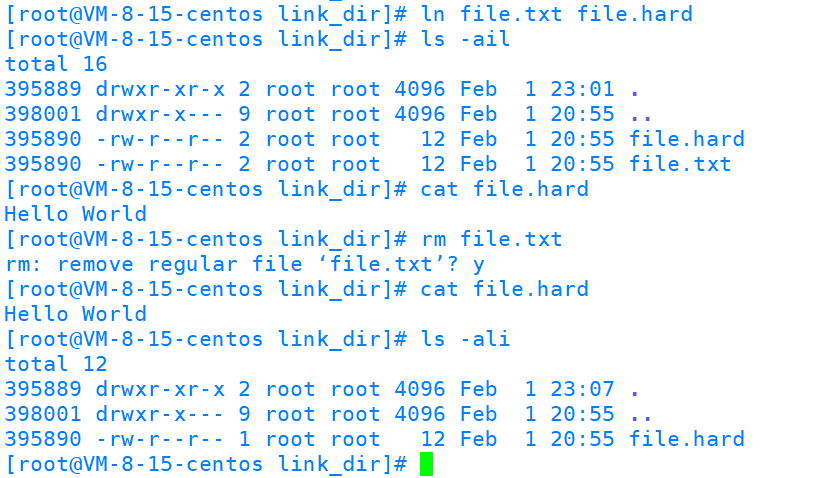 [root@VM-8-15-centos link_dir]# ln file.txt file.hard
[root@VM-8-15-centos link_dir]# ls -ail
total 16
395889 drwxr-xr-x 2 root root 4096 Feb  1 23:01 .
398001 drwxr-x--- 9 root root 4096 Feb  1 20:55 ..
395890 -rw-r--r-- 2 root root   12 Feb  1 20:55 file.hard
395890 -rw-r--r-- 2 root root   12 Feb  1 20:55 file.txt
[root@VM-8-15-centos link_dir]# cat file.hard
Hello World
[root@VM-8-15-centos link_dir]# rm file.txt
rm: remove regular file ‘file.txt’? y
[root@VM-8-15-centos link_dir]# cat file.hard
Hello World
[root@VM-8-15-centos link_dir]# ls -ali
total 12
395889 drwxr-xr-x 2 root root 4096 Feb  1 23:07 .
398001 drwxr-x--- 9 root root 4096 Feb  1 20:55 ..
395890 -rw-r--r-- 1 root root   12 Feb  1 20:55 file.hard
[root@VM-8-15-centos link_dir]#